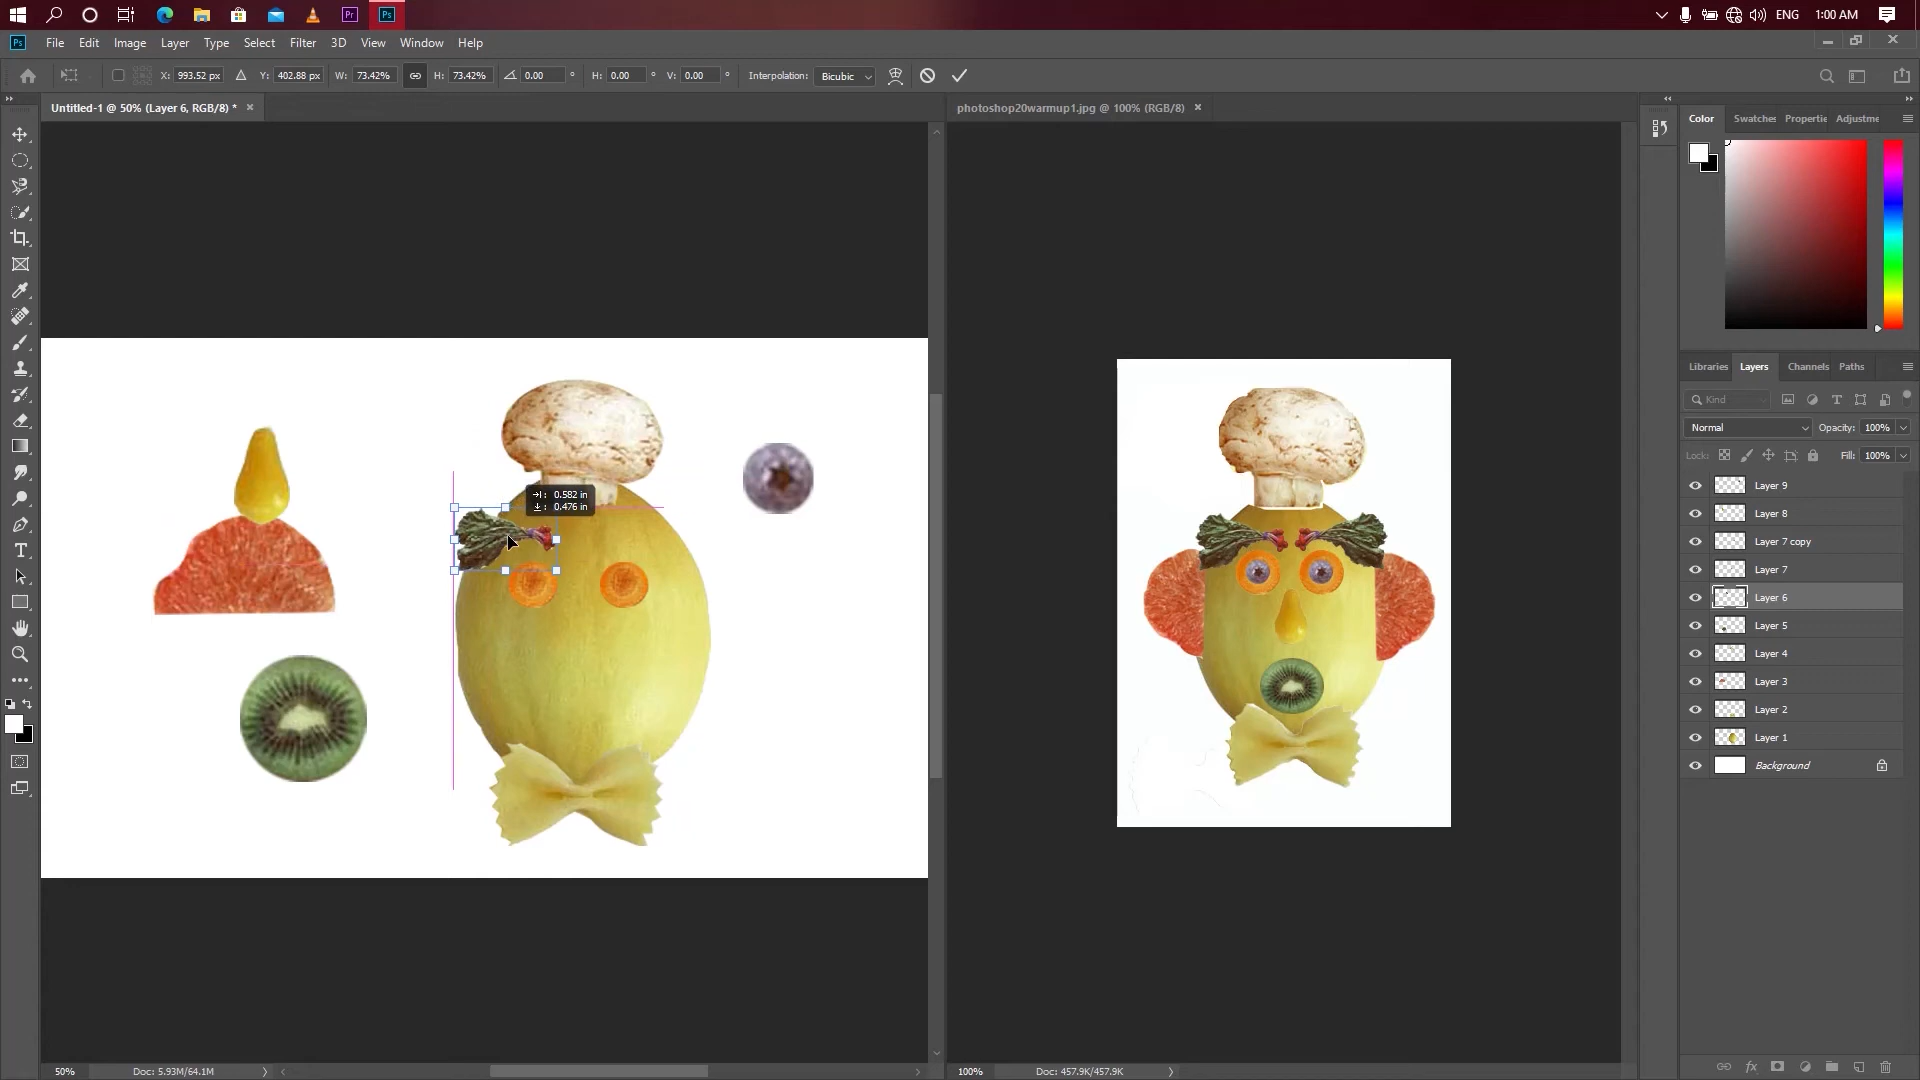 Pr
Ps
ENG
1:00 AM
Ps
File Edit Image Layer Type Select Filter 3D View Window Help
X: 993.52 px Y: 402.88 px W: 73.42% H: 73.42% 0.00 ° H: 0.00 ° V: 0.00 ° Interpolation: Bicubic
Untitled-1 @ 50% (Layer 6, RGB/8) * ×
photoshop20warmup1.jpg @ 100% (RGB/8) ×
Color Swatches Properti Adjustme
: 0.582 in
: 0.476 in
Libraries Layers Channels Paths
Kind
Normal Opacity: 100%
Lock: Fill: 100%
Layer 9
Layer 8
Layer 7 copy
Layer 7
Layer 6
Layer 5
Layer 4
Layer 3
Layer 2
Layer 1
Background
fx
50% Doc: 5.93M/64.1M
100% Doc: 457.9K/457.9K